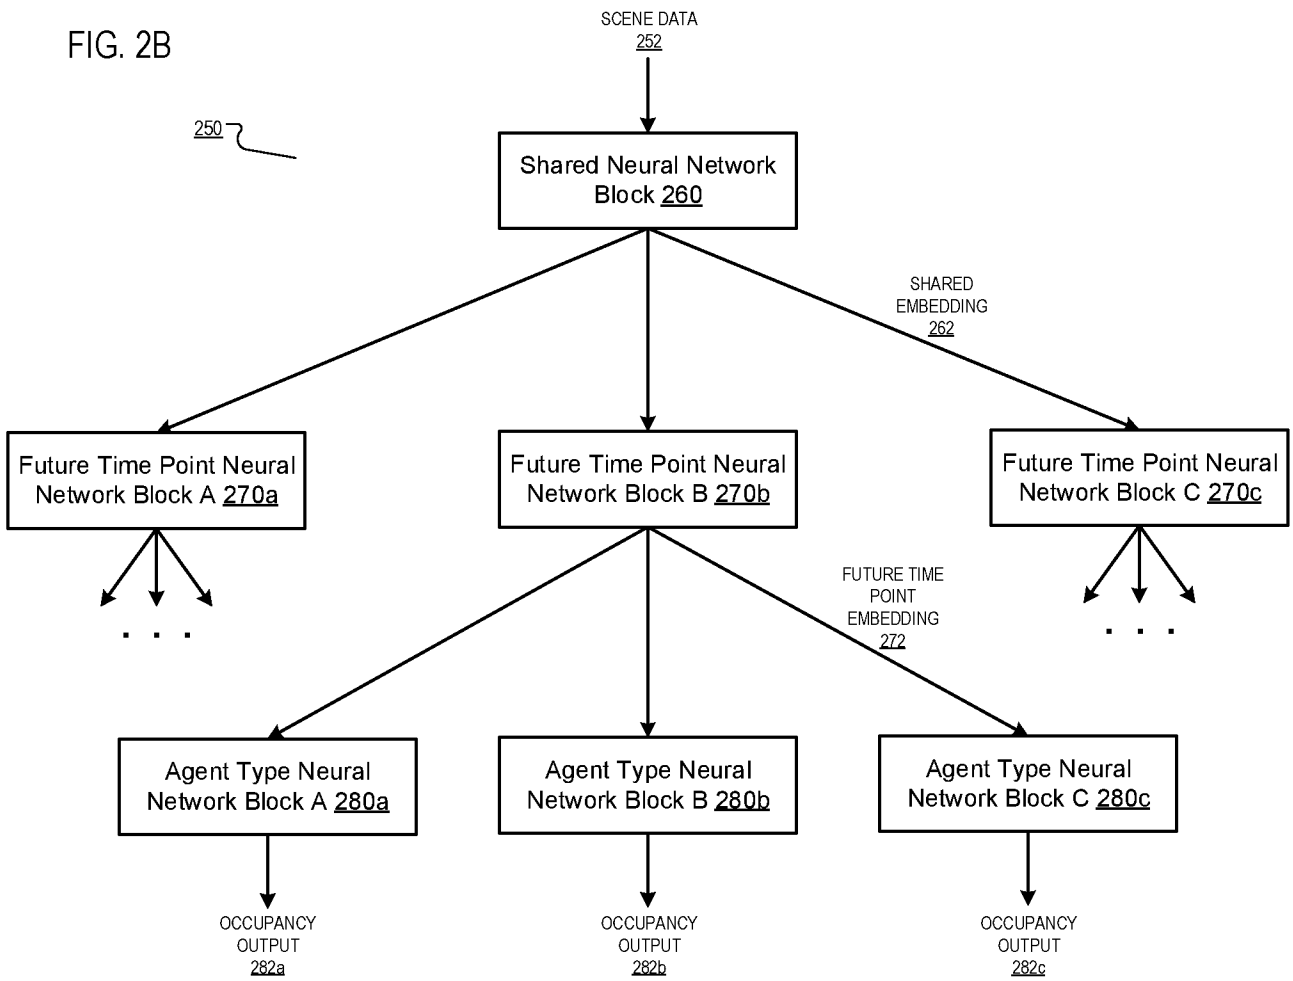 FIG. 2B
SCENE DATA
252
250
Shared Neural Network
Block 260
SHARED
EMBEDDING
262
Future Time Point Neural
Network Block A 270a
Future Time Point Neural
Network Block B 270b
Future Time Point Neural
Network Block C 270c
. . .
FUTURE TIME
POINT
EMBEDDING
272
. . .
Agent Type Neural
Network Block A 280a
Agent Type Neural
Network Block B 280b
Agent Type Neural
Network Block C 280c
OCCUPANCY
OUTPUT
282a
OCCUPANCY
OUTPUT
282b
OCCUPANCY
OUTPUT
282c